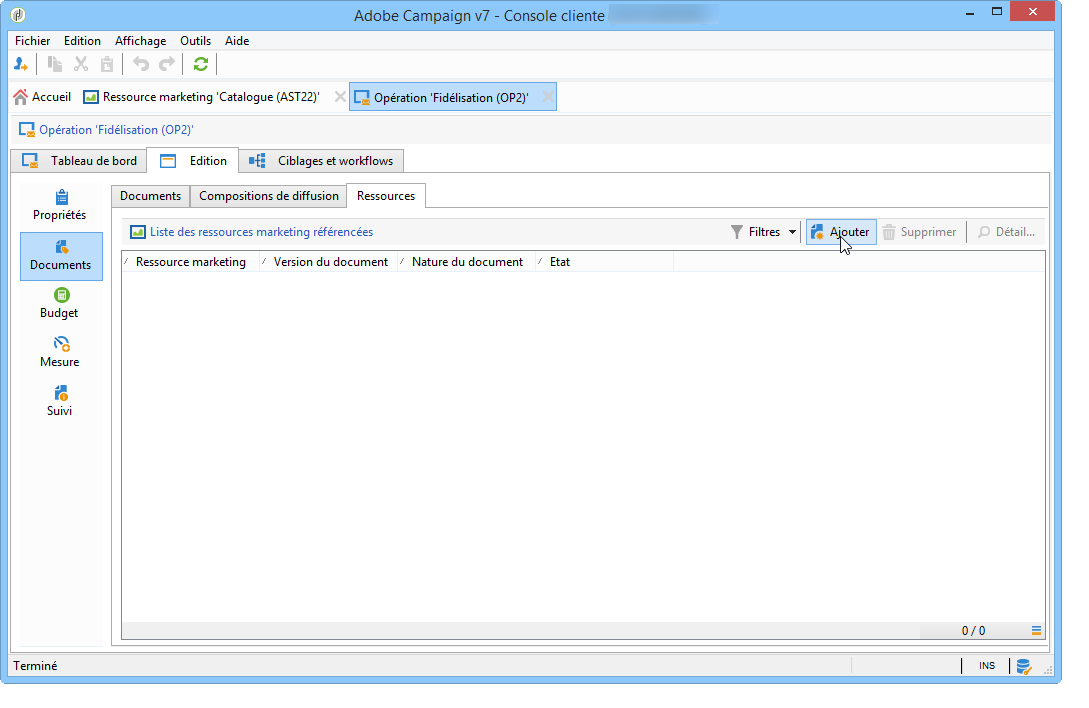 Adobe Campaign v7 - Console cliente
Fichier Edition Affichage Outils Aide
Accueil Ressource marketing 'Catalogue (AST22)' Opération 'Fidélisation (OP2)'
Opération 'Fidélisation (OP2)'
Tableau de bord Edition Ciblages et workflows
Propriétés
Documents
Budget
Mesure
Suivi
Documents Compositions de diffusion Ressources
Liste des ressources marketing référencées Filtres Ajouter Supprimer Détail...
Ressource marketing Version du document Nature du document Etat
0 / 0
Terminé INS